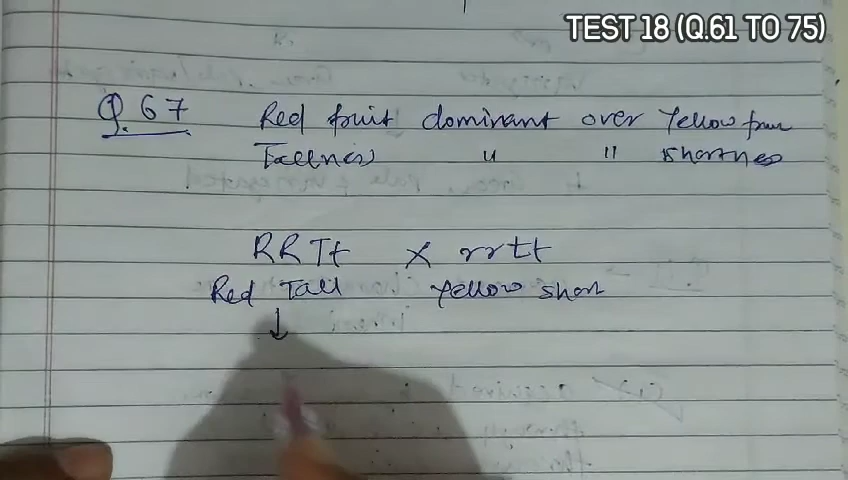 TEST 18 (Q.61 TO 75)
Q.67 Red fruit dominant over Yellow
Tallness " " shortness
RRTt X rrtt
Red Tall Yellow short
↓